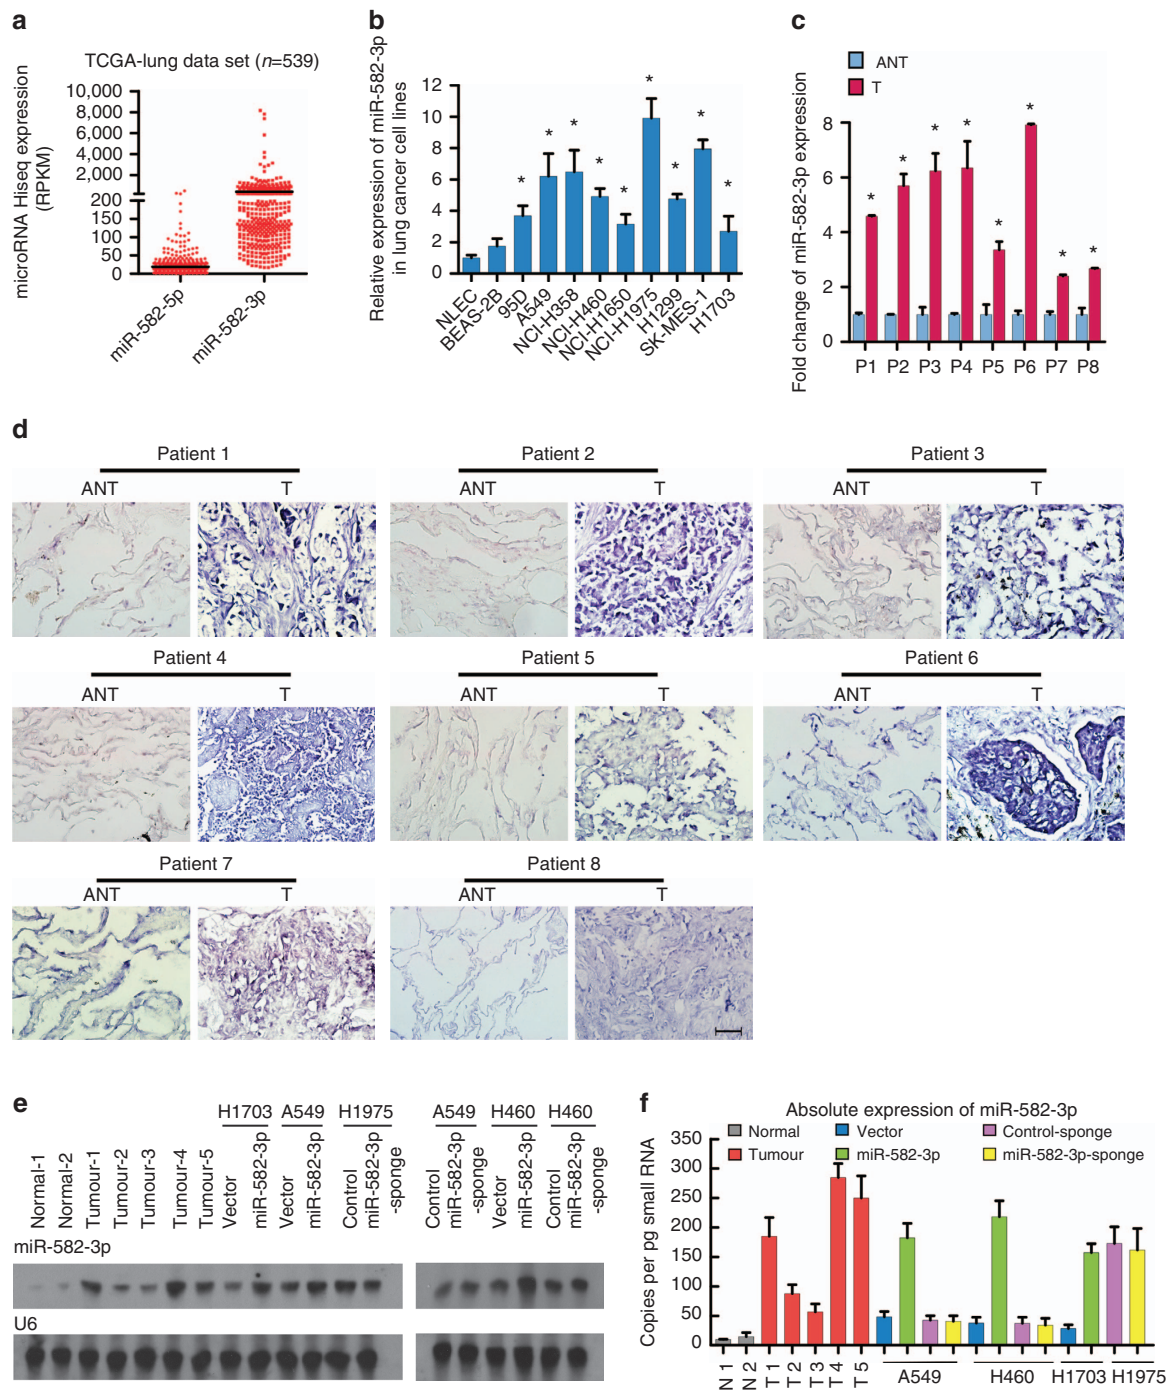 a
TCGA-lung data set (n=539)
microRNA Hiseq expression
(RPKM)
10,000
8,000
6,000
4,000
2,000
200
150
100
50
0
miR-582-5p
miR-582-3p
b
Relative expression of miR-582-3p
in lung cancer cell lines
12
10
8
6
4
2
0
* * * * * * * * *
NLEC
BEAS-2B
95D
A549
NCI-H358
NCI-H460
NCI-H1650
NCI-H1975
H1299
SK-MES-1
H1703
c
ANT
T
Fold change of miR-582-3p expression
8
6
4
2
0
* * * * * * * *
P1 P2 P3 P4 P5 P6 P7 P8
d
Patient 1
ANT T
Patient 2
ANT T
Patient 3
ANT T
Patient 4
ANT T
Patient 5
ANT T
Patient 6
ANT T
Patient 7
ANT T
Patient 8
ANT T
e
H1703 A549 H1975 A549 H460 H460
Normal-1
Normal-2
Tumour-1
Tumour-2
Tumour-3
Tumour-4
Tumour-5
Vector
miR-582-3p
Vector
miR-582-3p
Control
miR-582-3p
-sponge
Control
miR-582-3p
-sponge
Vector
miR-582-3p
Control
miR-582-3p
-sponge
miR-582-3p
U6
f
Absolute expression of miR-582-3p
Normal
Tumour
Vector
miR-582-3p
Control-sponge
miR-582-3p-sponge
Copies per pg small RNA
350
300
250
200
150
100
50
0
N 1
N 2
T 1
T 2
T 3
T 4
T 5
A549
H460
H1703
H1975